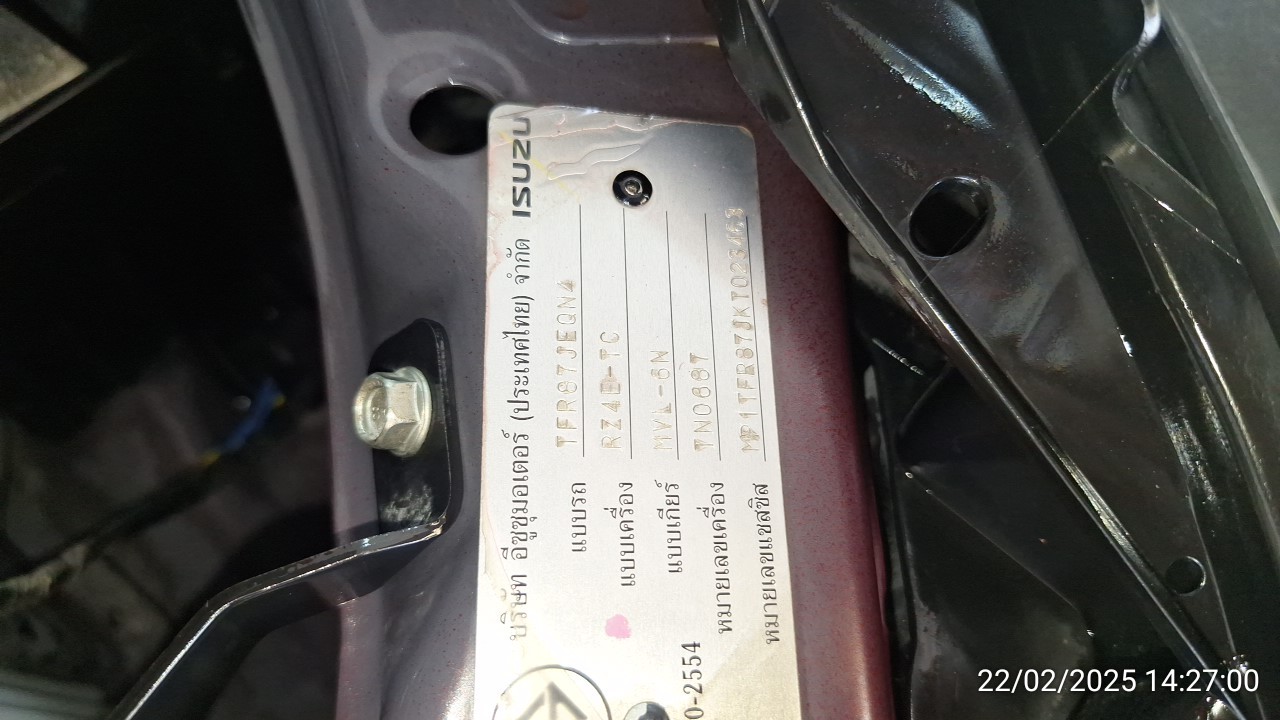 บริษัท อีซูซุมอเตอร์ (ประเทศไทย) จำกัด ISUZU
แบบรถ TFR87JEQN4
แบบเครื่อง RZ4E-TC
แบบเกียร์ MVL-6N
หมายเลขเครื่อง TN0887
หมายเลขแชสซิส MP1TFR87JKT023463
0-2554
22/02/2025 14:27:00